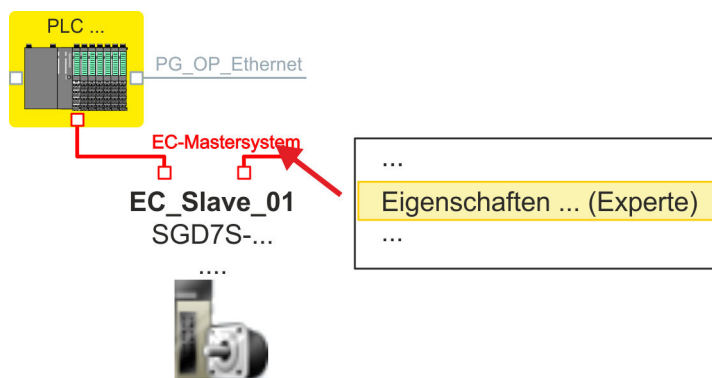 PLC ...
PG_OP_Ethernet
EC-Mastersystem
EC_Slave_01
SGD7S-...
....
...
Eigenschaften ... (Experte)
...